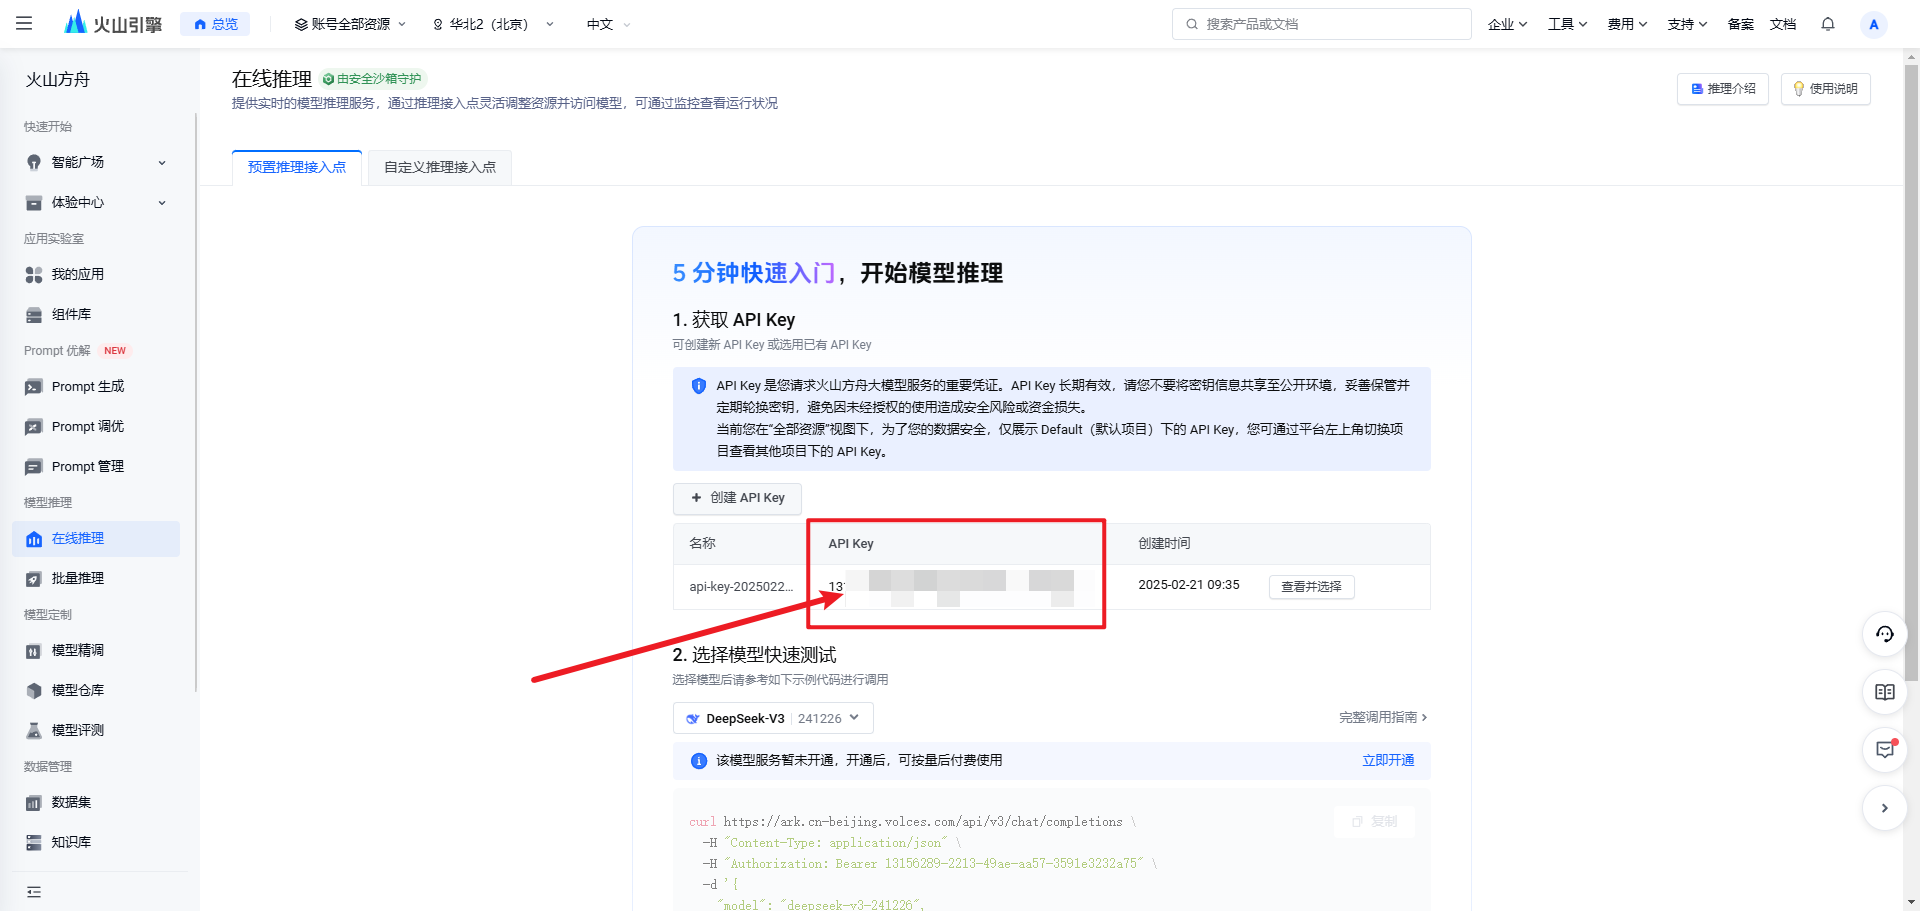 火山引擎
总览
账号全部资源
华北2（北京）
中文
搜索产品或文档
企业
工具
费用
支持
备案
文档
A
火山方舟
快速开始
智能广场
体验中心
应用实验室
我的应用
组件库
Prompt 优解 NEW
Prompt 生成
Prompt 调优
Prompt 管理
模型推理
在线推理
批量推理
模型定制
模型精调
模型仓库
模型评测
数据管理
数据集
知识库
在线推理 由安全沙箱守护
提供实时的模型推理服务，通过推理接入点灵活调整资源并访问模型，可通过监控查看运行状况
推理介绍
使用说明
预置推理接入点
自定义推理接入点
5 分钟快速入门，开始模型推理
1. 获取 API Key
可创建新 API Key 或选用已有 API Key
API Key 是您请求火山方舟大模型服务的重要凭证。API Key 长期有效，请您不要将密钥信息共享至公开环境，妥善保管并
定期轮换密钥，避免因未经授权的使用造成安全风险或资金损失。
当前您在“全部资源”视图下，为了您的数据安全，仅展示 Default（默认项目）下的 API Key，您可通过平台左上角切换项
目查看其他项目下的 API Key。
+ 创建 API Key
名称 API Key 创建时间
api-key-2025022... 13 2025-02-21 09:35 查看并选择
2. 选择模型快速测试
选择模型后请参考如下示例代码进行调用
DeepSeek-V3 241226
完整调用指南
该模型服务暂未开通，开通后，可按量后付费使用
立即开通
复制
curl https://ark.cn-beijing.volces.com/api/v3/chat/completions \
-H "Content-Type: application/json" \
-H "Authorization: Bearer 13156289-2213-49ae-aa57-3591e3232a75" \
-d '{
"model": "deepseek-v3-241226",